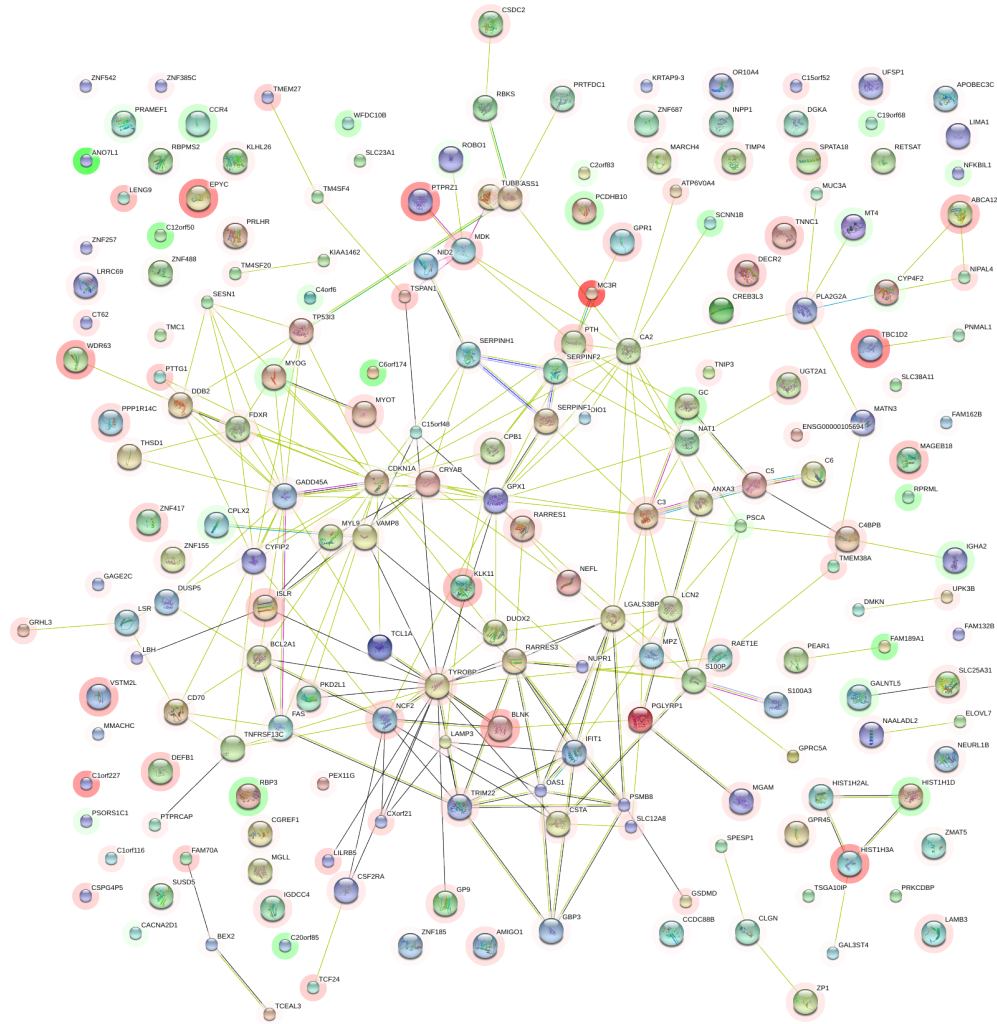 CSDC2
ZNF542
ZNF385C
TMEM27
RBKS
PRTFDC1
KRTAP9-3
OR10A4
C15orf52
UFSP1
APOBEC3C
PRAMEF1
CCR4
WFDC10B
ZNF687
INPP1
DGKA
C19orf68
LIMA1
ANO7L1
RBPMS2
KLHL26
SLC23A1
ROBO1
MARCH4
TIMP4
SPATA18
RETSAT
NFKBIL1
LENG9
EPYC
TM4SF4
PTPRZ1
TUBB
ASS1
C2orf83
PCDHB10
ATP6V0A4
MUC3A
ABCA12
C12orf50
PRLHR
MDK
GPR1
SCNN1B
TNNC1
MT4
ZNF257
ZNF488
KIAA1462
NID2
DECR2
NIPAL4
LRRC69
TM4SF20
C4orf6
TSPAN1
MC3R
CREB3L3
PLA2G2A
CYP4F2
SESN1
CT62
TMC1
TP53I3
SERPINH1
PTH
CA2
TBC1D2
PNMAL1
WDR63
PTTG1
MYOG
C6orf174
SERPINF2
TNIP3
UGT2A1
SLC38A11
DDB2
MYOT
GC
PPP1R14C
FDXR
C15orf48
SERPINF1
DIO1
NAT1
MATN3
FAM162B
ENSG00000105694
THSD1
CPB1
MAGEB18
GADD45A
CDKN1A
CRYAB
GPX1
C3
ANXA3
C5
C6
RPRML
ZNF417
CPLX2
MYL9
VAMP8
RARRES1
PSCA
C4BPB
ZNF155
CYFIP2
IGHA2
GAGE2C
DUSP5
KLK11
NEFL
TMEM38A
UPK3B
GRHL3
LSR
ISLR
DUOX2
LGALS3BP
LCN2
DMKN
LBH
TCL1A
BCL2A1
RARRES3
NUPR1
MPZ
RAET1E
PEAR1
FAM189A1
FAM132B
VSTM2L
PKD2L1
TYROBP
S100P
GALNTL5
SLC25A31
CD70
FAS
NCF2
BLNK
PGLYRP1
S100A3
MMACHC
TNFRSF13C
LAMP3
IFIT1
GPRC5A
NAALADL2
ELOVL7
NEURL1B
C1orf227
DEFB1
RBP3
PEX11G
OAS1
TRIM22
PSMB8
MGAM
HIST1H2AL
HIST1H1D
PSORS1C1
PTPRCAP
CGREF1
CXorf21
CSTA
SLC12A8
GPR45
ZMAT5
C1orf116
FAM70A
MGLL
LILRB5
SPESP1
HIST1H3A
CSPG4P5
SUSD5
IGDCC4
CSF2RA
GP9
GSDMD
TSGA10IP
PRKCDBP
CACNA2D1
BEX2
C20orf85
ZNF185
AMIGO1
GBP3
CCDC88B
CLGN
GAL3ST4
LAMB3
TCF24
TCEAL3
ZP1